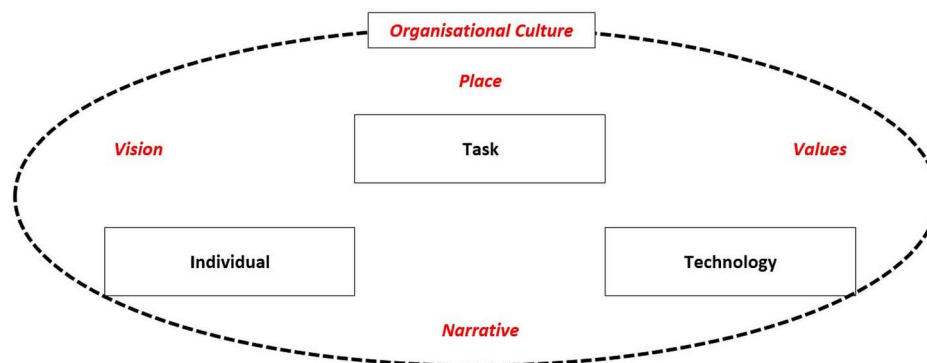 Organisational Culture
Place
Vision
Task
Values
Individual
Technology
Narrative